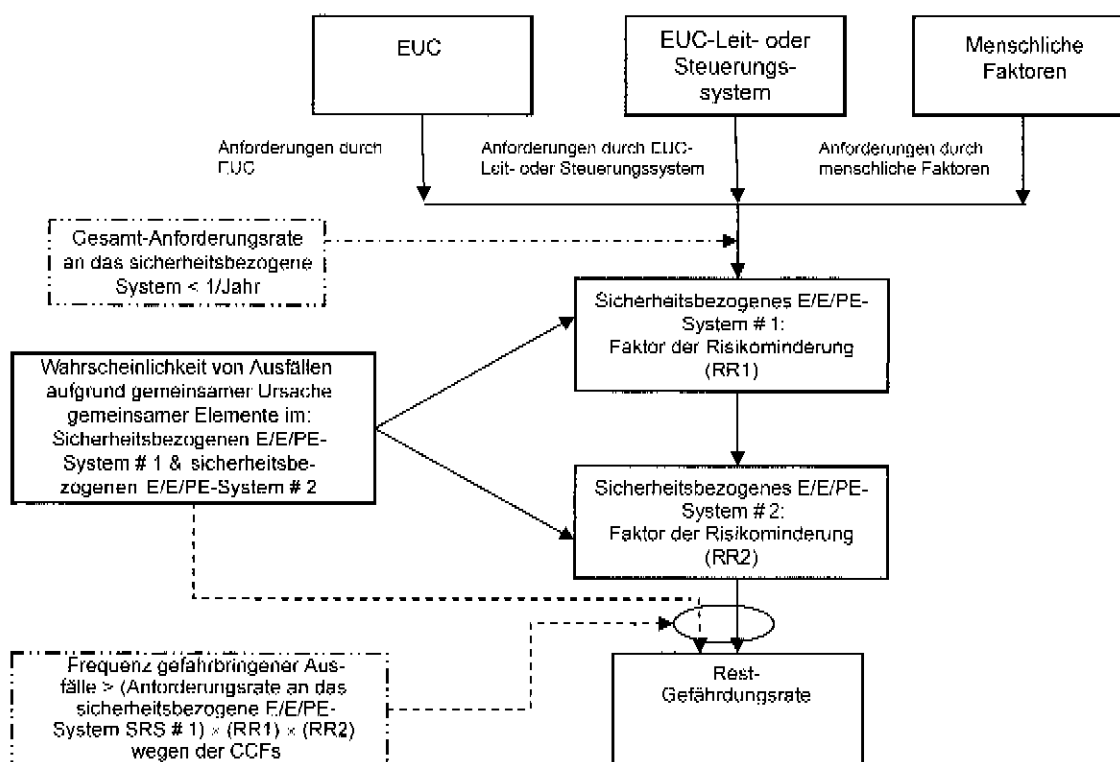 EUC
EUC-Leit- oder
Steuerungs-
system
Menschliche
Faktoren
Anforderungen durch
EUC
Anforderungen durch EUC-
Leit- oder Steuerungssystem
Anforderungen durch
menschliche Faktoren
Gesamt-Anforderungsrate
an das sicherheitsbezogene
System < 1/Jahr
Sicherheitsbezogenes E/E/PE-
System # 1:
Faktor der Risikominderung
(RR1)
Wahrscheinlichkeit von Ausfällen
aufgrund gemeinsamer Ursache
gemeinsamer Elemente im:
Sicherheitsbezogenen E/E/PE-
System # 1 & sicherheitsbe-
zogenen E/E/PE-System # 2
Sicherheitsbezogenes E/E/PE-
System # 2:
Faktor der Risikominderung
(RR2)
Frequenz gefahrbringener Aus-
fälle > (Anforderungsrate an das
sicherheitsbezogene E/E/PE-
System SRS # 1) × (RR1) × (RR2)
wegen der CCFs
Rest-
Gefährdungsrate